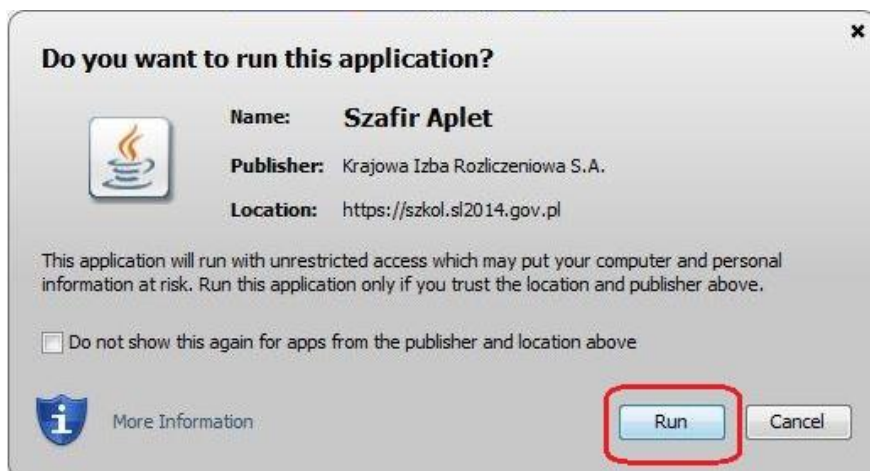 Do you want to run this application?
Name: Szafir Aplet
Publisher: Krajowa Izba Rozliczeniowa S.A.
Location: https://szkol.sl2014.gov.pl
This application will run with unrestricted access which may put your computer and personal
information at risk. Run this application only if you trust the location and publisher above.
Do not show this again for apps from the publisher and location above
More Information
Run
Cancel